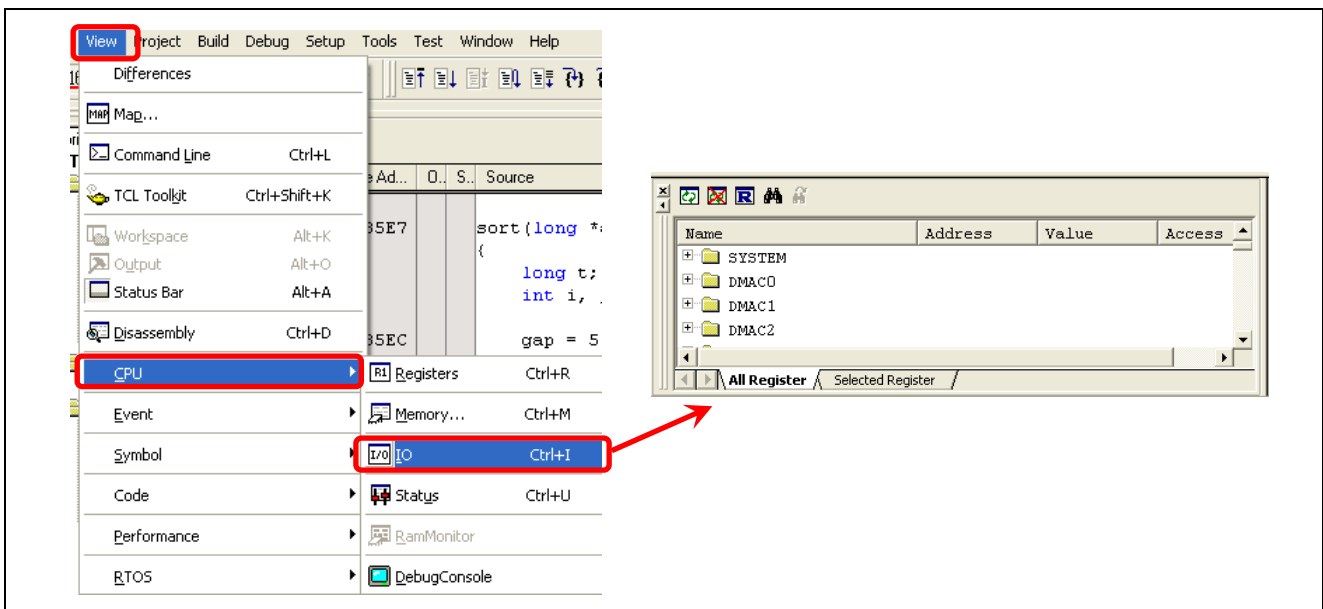 View Project Build Debug Setup Tools Test Window Help
Differences
MAP Map...
Command Line Ctrl+L
TCL Toolkit Ctrl+Shift+K
Workspace Alt+K
Output Alt+O
Status Bar Alt+A
Disassembly Ctrl+D
CPU
Event
Symbol
Code
Performance
RTOS
Ad... O.. S.. Source
35E7 sort(long *
{
long t;
int i,
35EC gap = 5
R1 Registers Ctrl+R
Memory... Ctrl+M
I/O IO Ctrl+I
Status Ctrl+U
RamMonitor
DebugConsole
R
Name Address Value Access
SYSTEM
DMAC0
DMAC1
DMAC2
All Register Selected Register